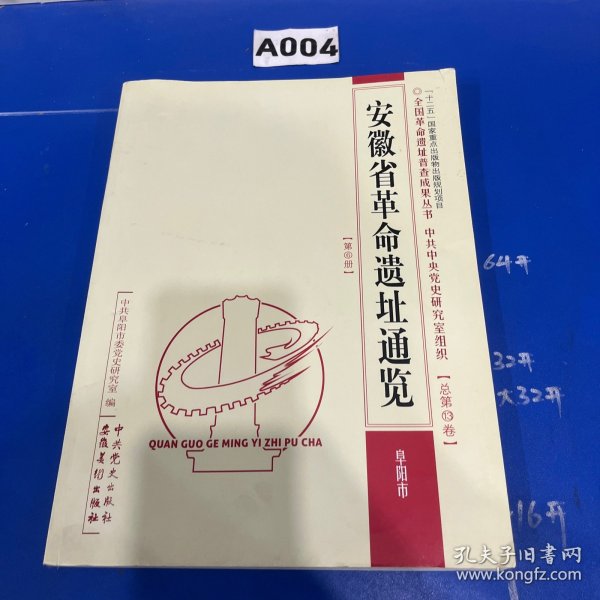 A004
「十二五」国家重点出版物出版规划项目
◎全国革命遗址普查成果丛书
中共中央党史研究室组织
【总第⑬卷】
安徽省革命遗址通览
【第⑥册】
阜阳市
中共阜阳市委党史研究室 编
中共党史出版社
安徽美术出版社
QUAN GUO GE MING YI ZHI PU CHA
64开
32开
大32开
16开
孔夫子旧书网
www.kongfz.com